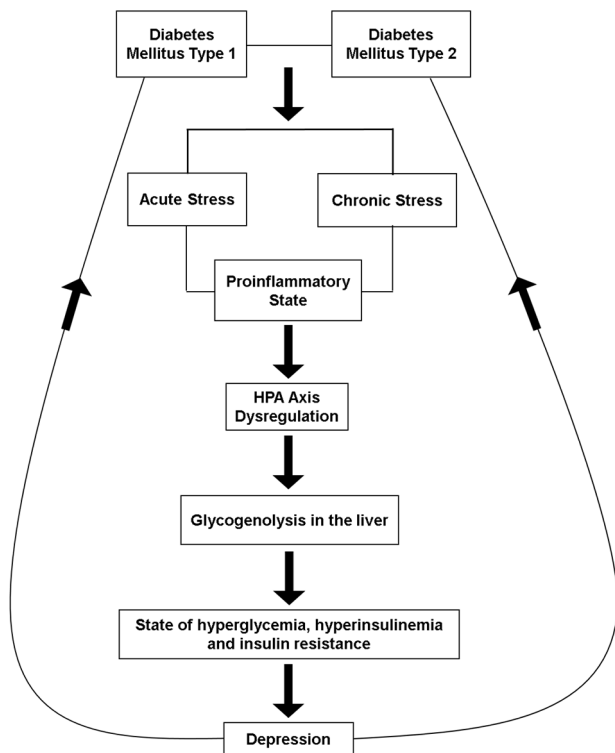 Diabetes
Mellitus Type 1
Diabetes
Mellitus Type 2
Acute Stress
Chronic Stress
Proinflammatory
State
HPA Axis
Dysregulation
Glycogenolysis in the liver
State of hyperglycemia, hyperinsulinemia
and insulin resistance
Depression